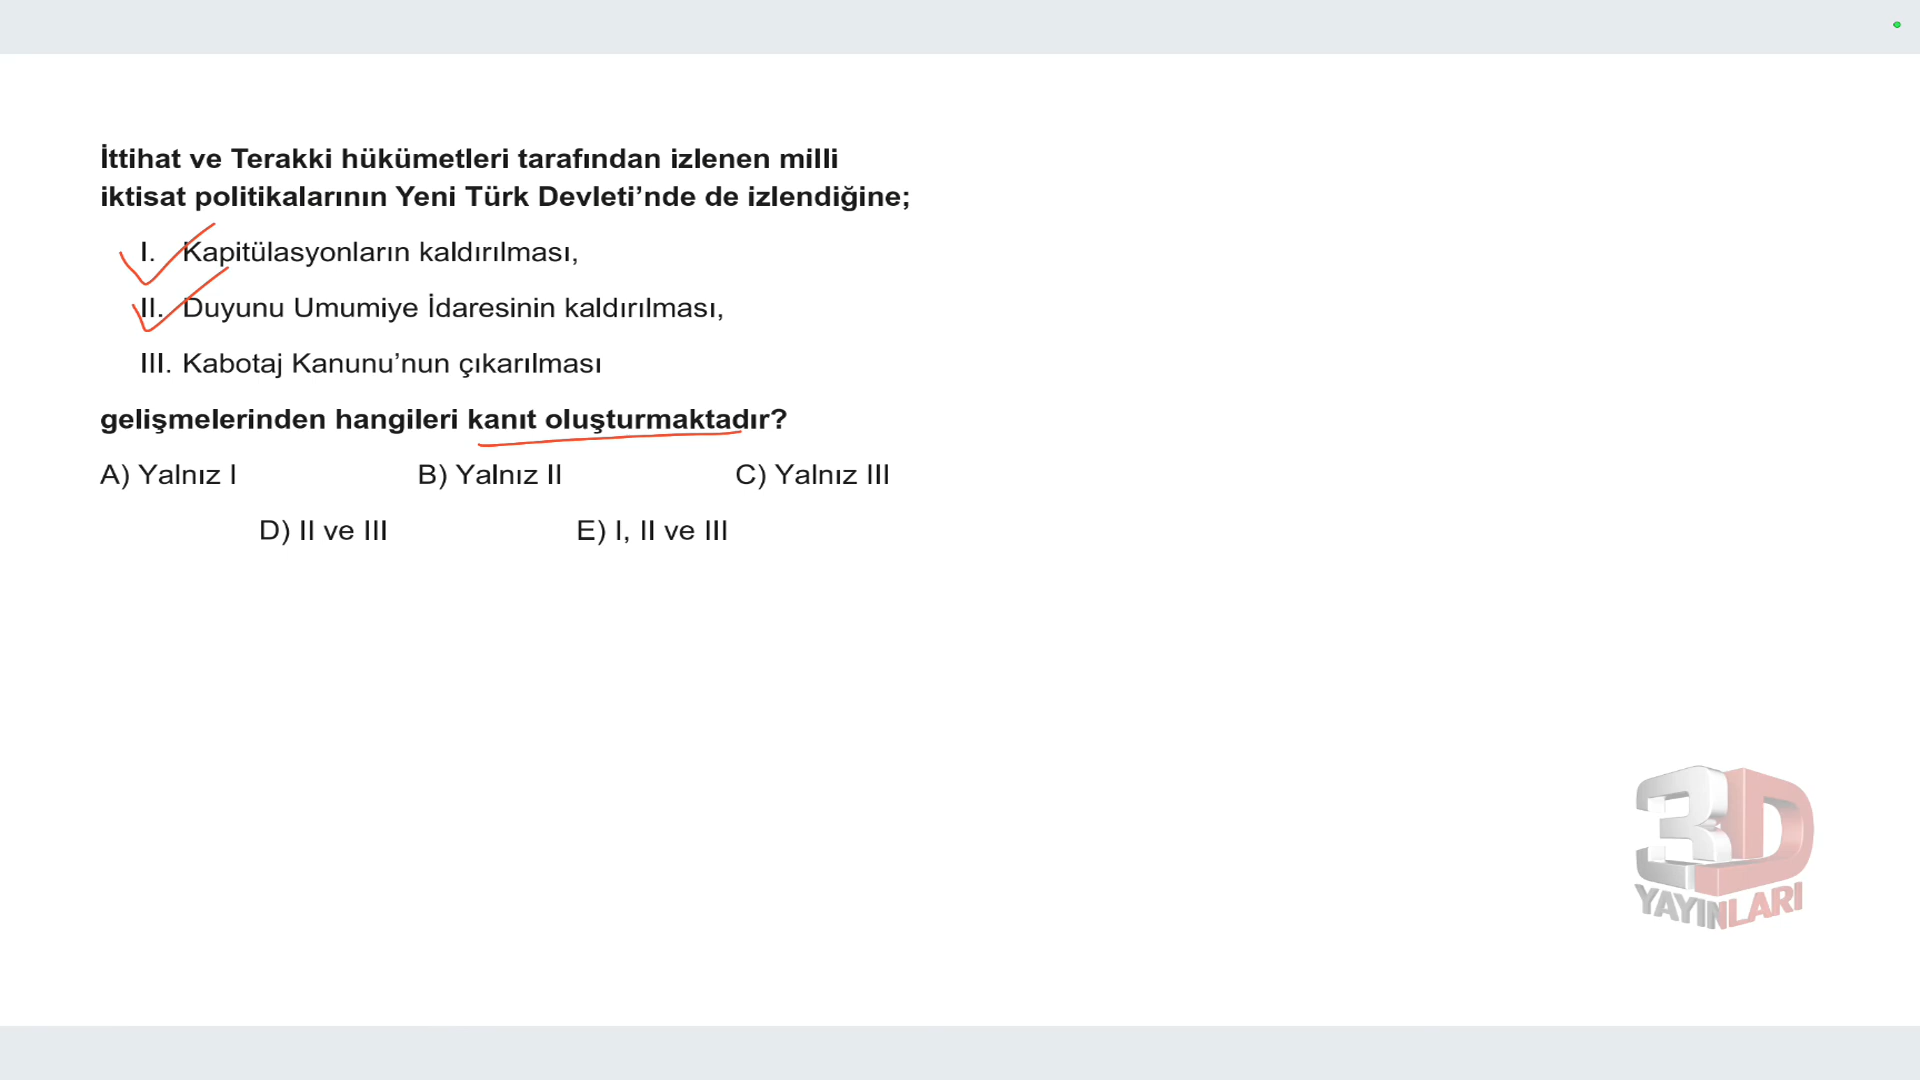 İttihat ve Terakki hükümetleri tarafından izlenen milli
iktisat politikalarının Yeni Türk Devleti’nde de izlendiğine;
I. Kapitülasyonların kaldırılması,
II. Duyunu Umumiye İdaresinin kaldırılması,
III. Kabotaj Kanunu’nun çıkarılması
gelişmelerinden hangileri kanıt oluşturmaktadır?
A) Yalnız I B) Yalnız II C) Yalnız III
D) II ve III E) I, II ve III
3D
YAYINLARI